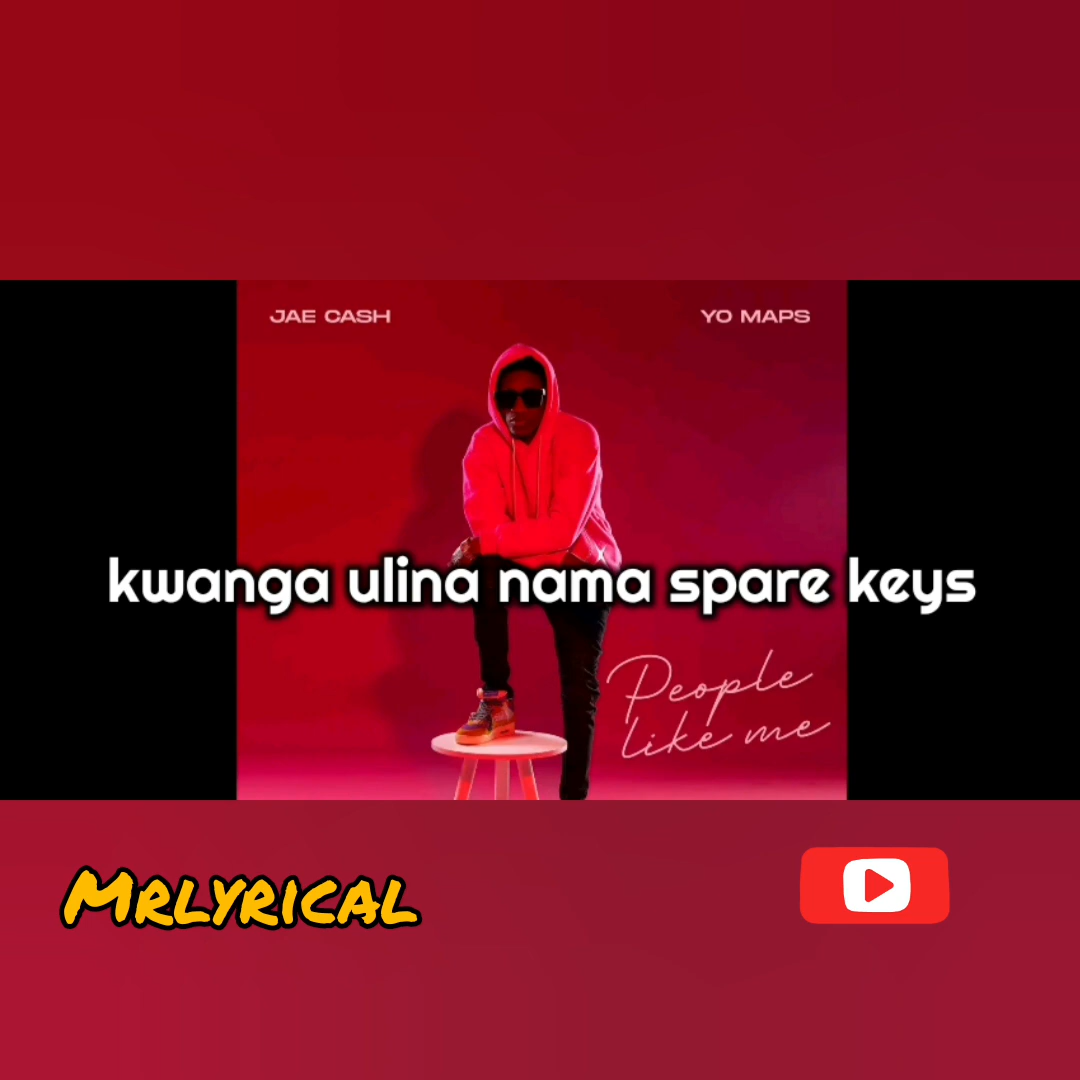 JAE CASH
YO MAPS
kwanga ulina nama spare keys
People
like me
MRLYRICAL